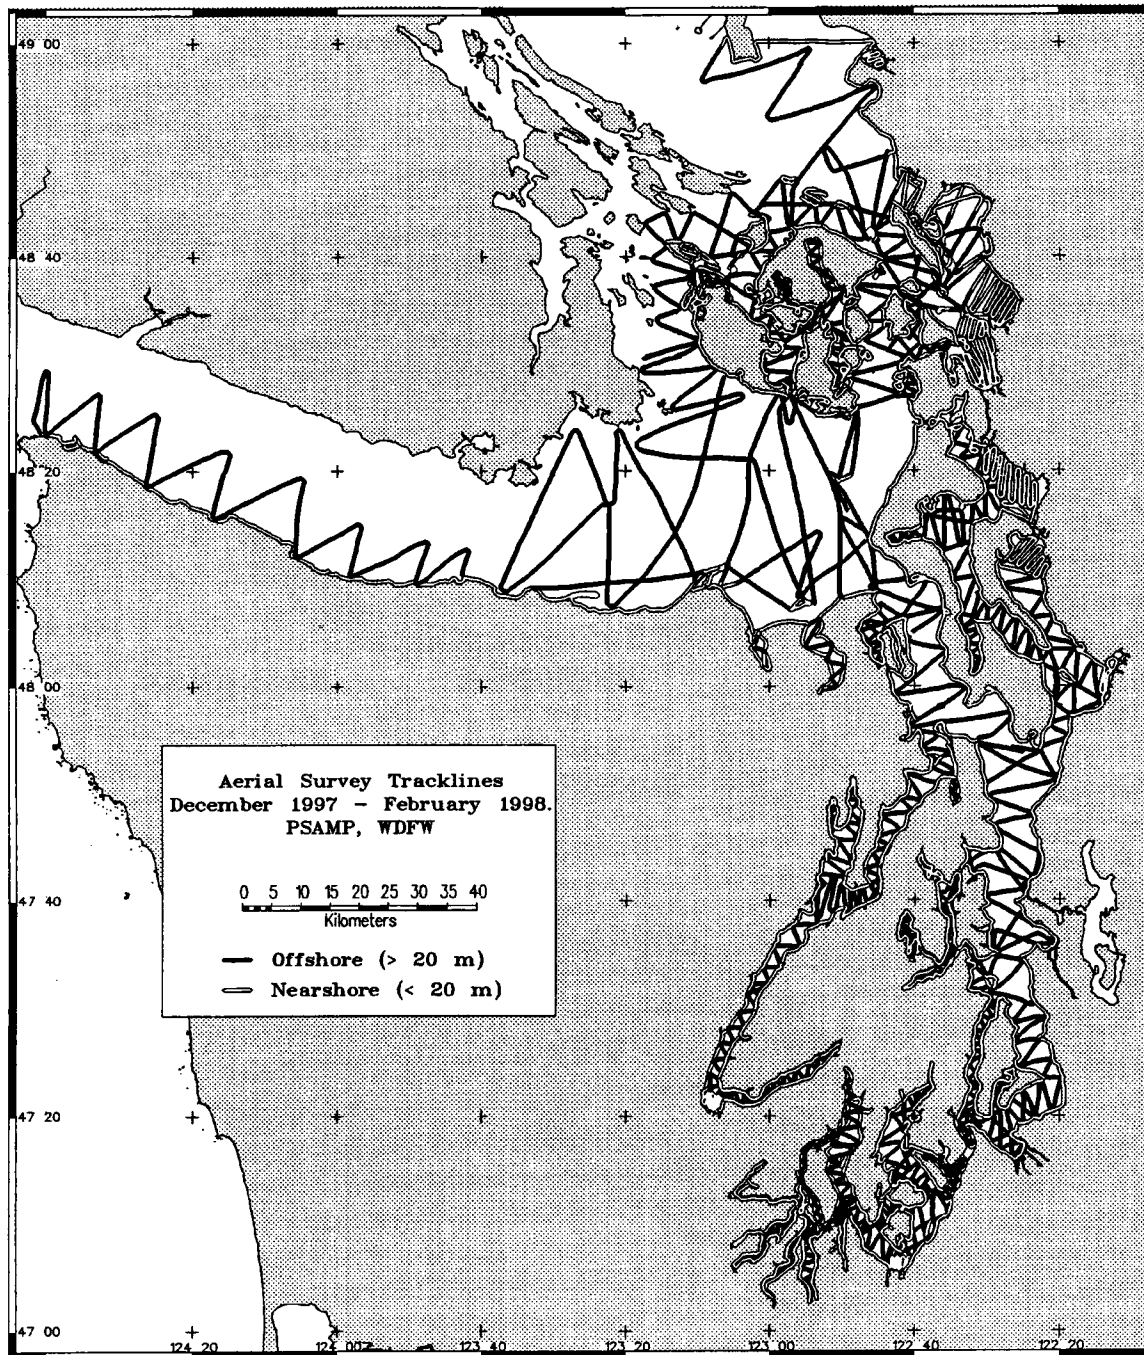 49 00
48 40
48 20
48 00
Aerial Survey Tracklines
December 1997 - February 1998.
PSAMP, WDFW
0 5 10 15 20 25 30 35 40
Kilometers
Offshore (> 20 m)
Nearshore (< 20 m)
47 40
47 20
47 00
124 20
123 40
123 20
123 00
122 40
122 20